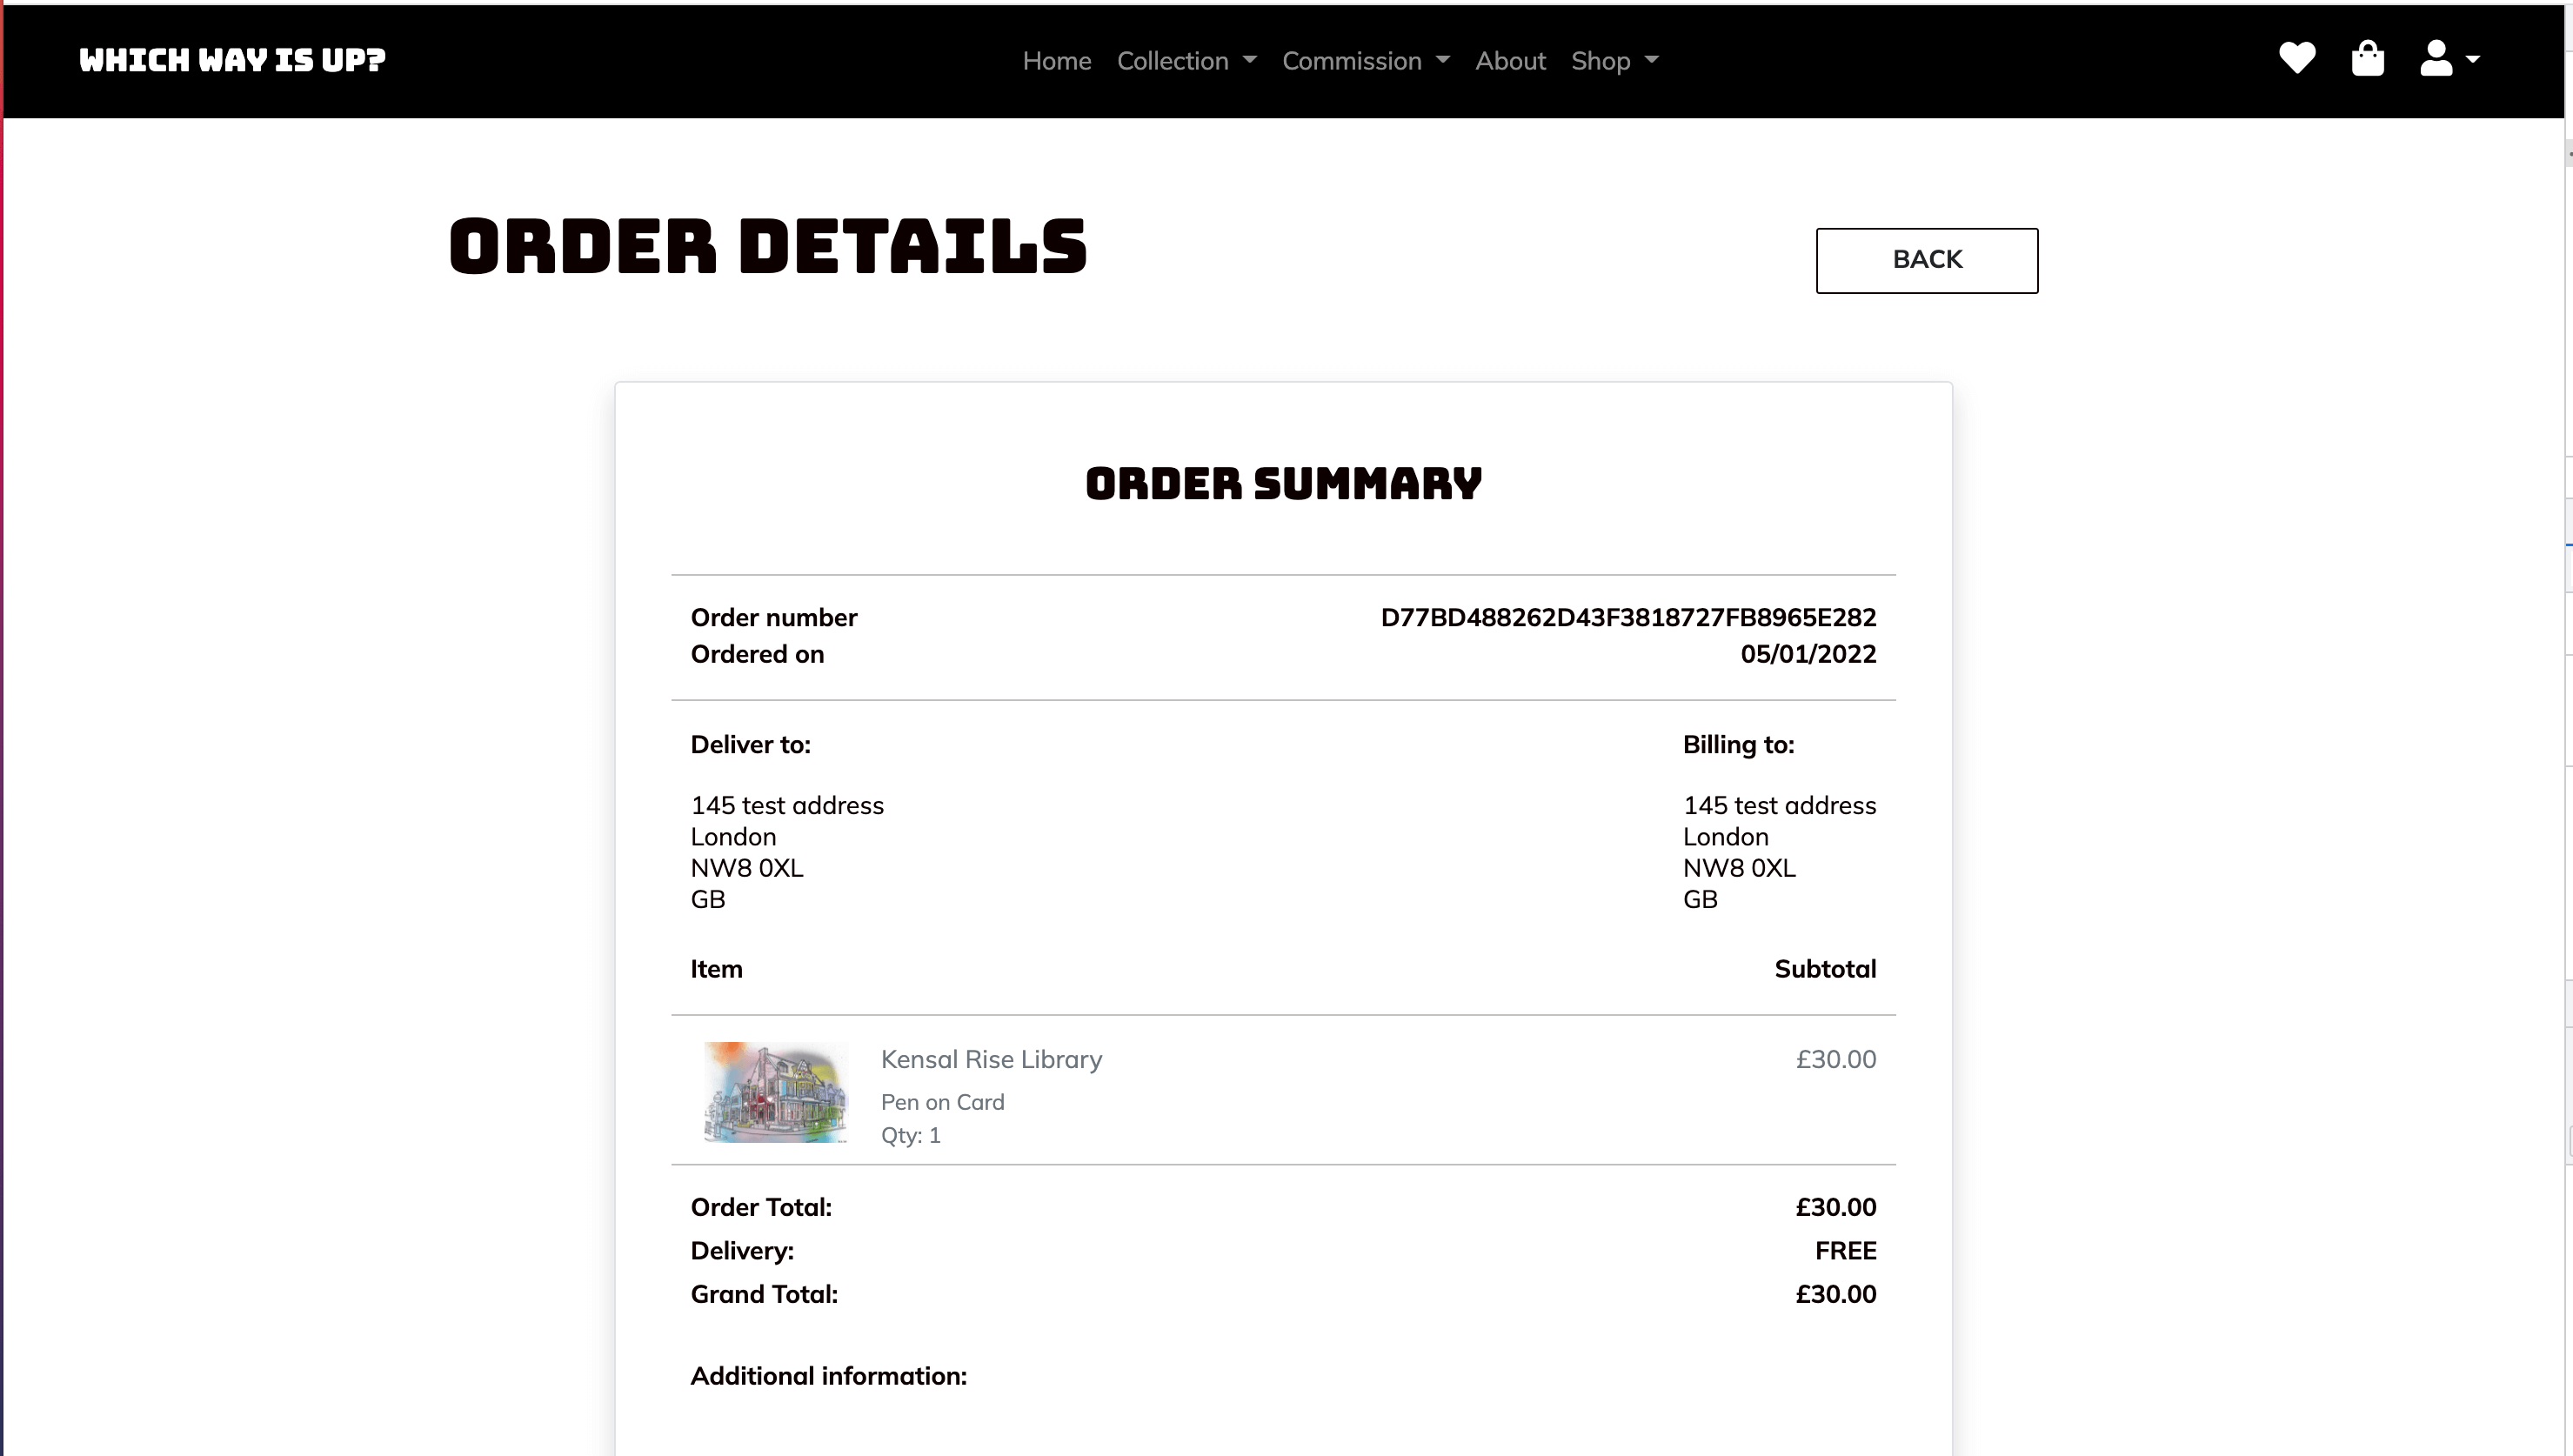 WHICH WAY IS UP?
Home Collection Commission About Shop
ORDER DETAILS
BACK
ORDER SUMMARY
Order number D77BD488262D43F3818727FB8965E282
Ordered on 05/01/2022
Deliver to: Billing to:
145 test address 145 test address
London London
NW8 0XL NW8 0XL
GB GB
Item Subtotal
Kensal Rise Library £30.00
Pen on Card
Qty: 1
Order Total: £30.00
Delivery: FREE
Grand Total: £30.00
Additional information: